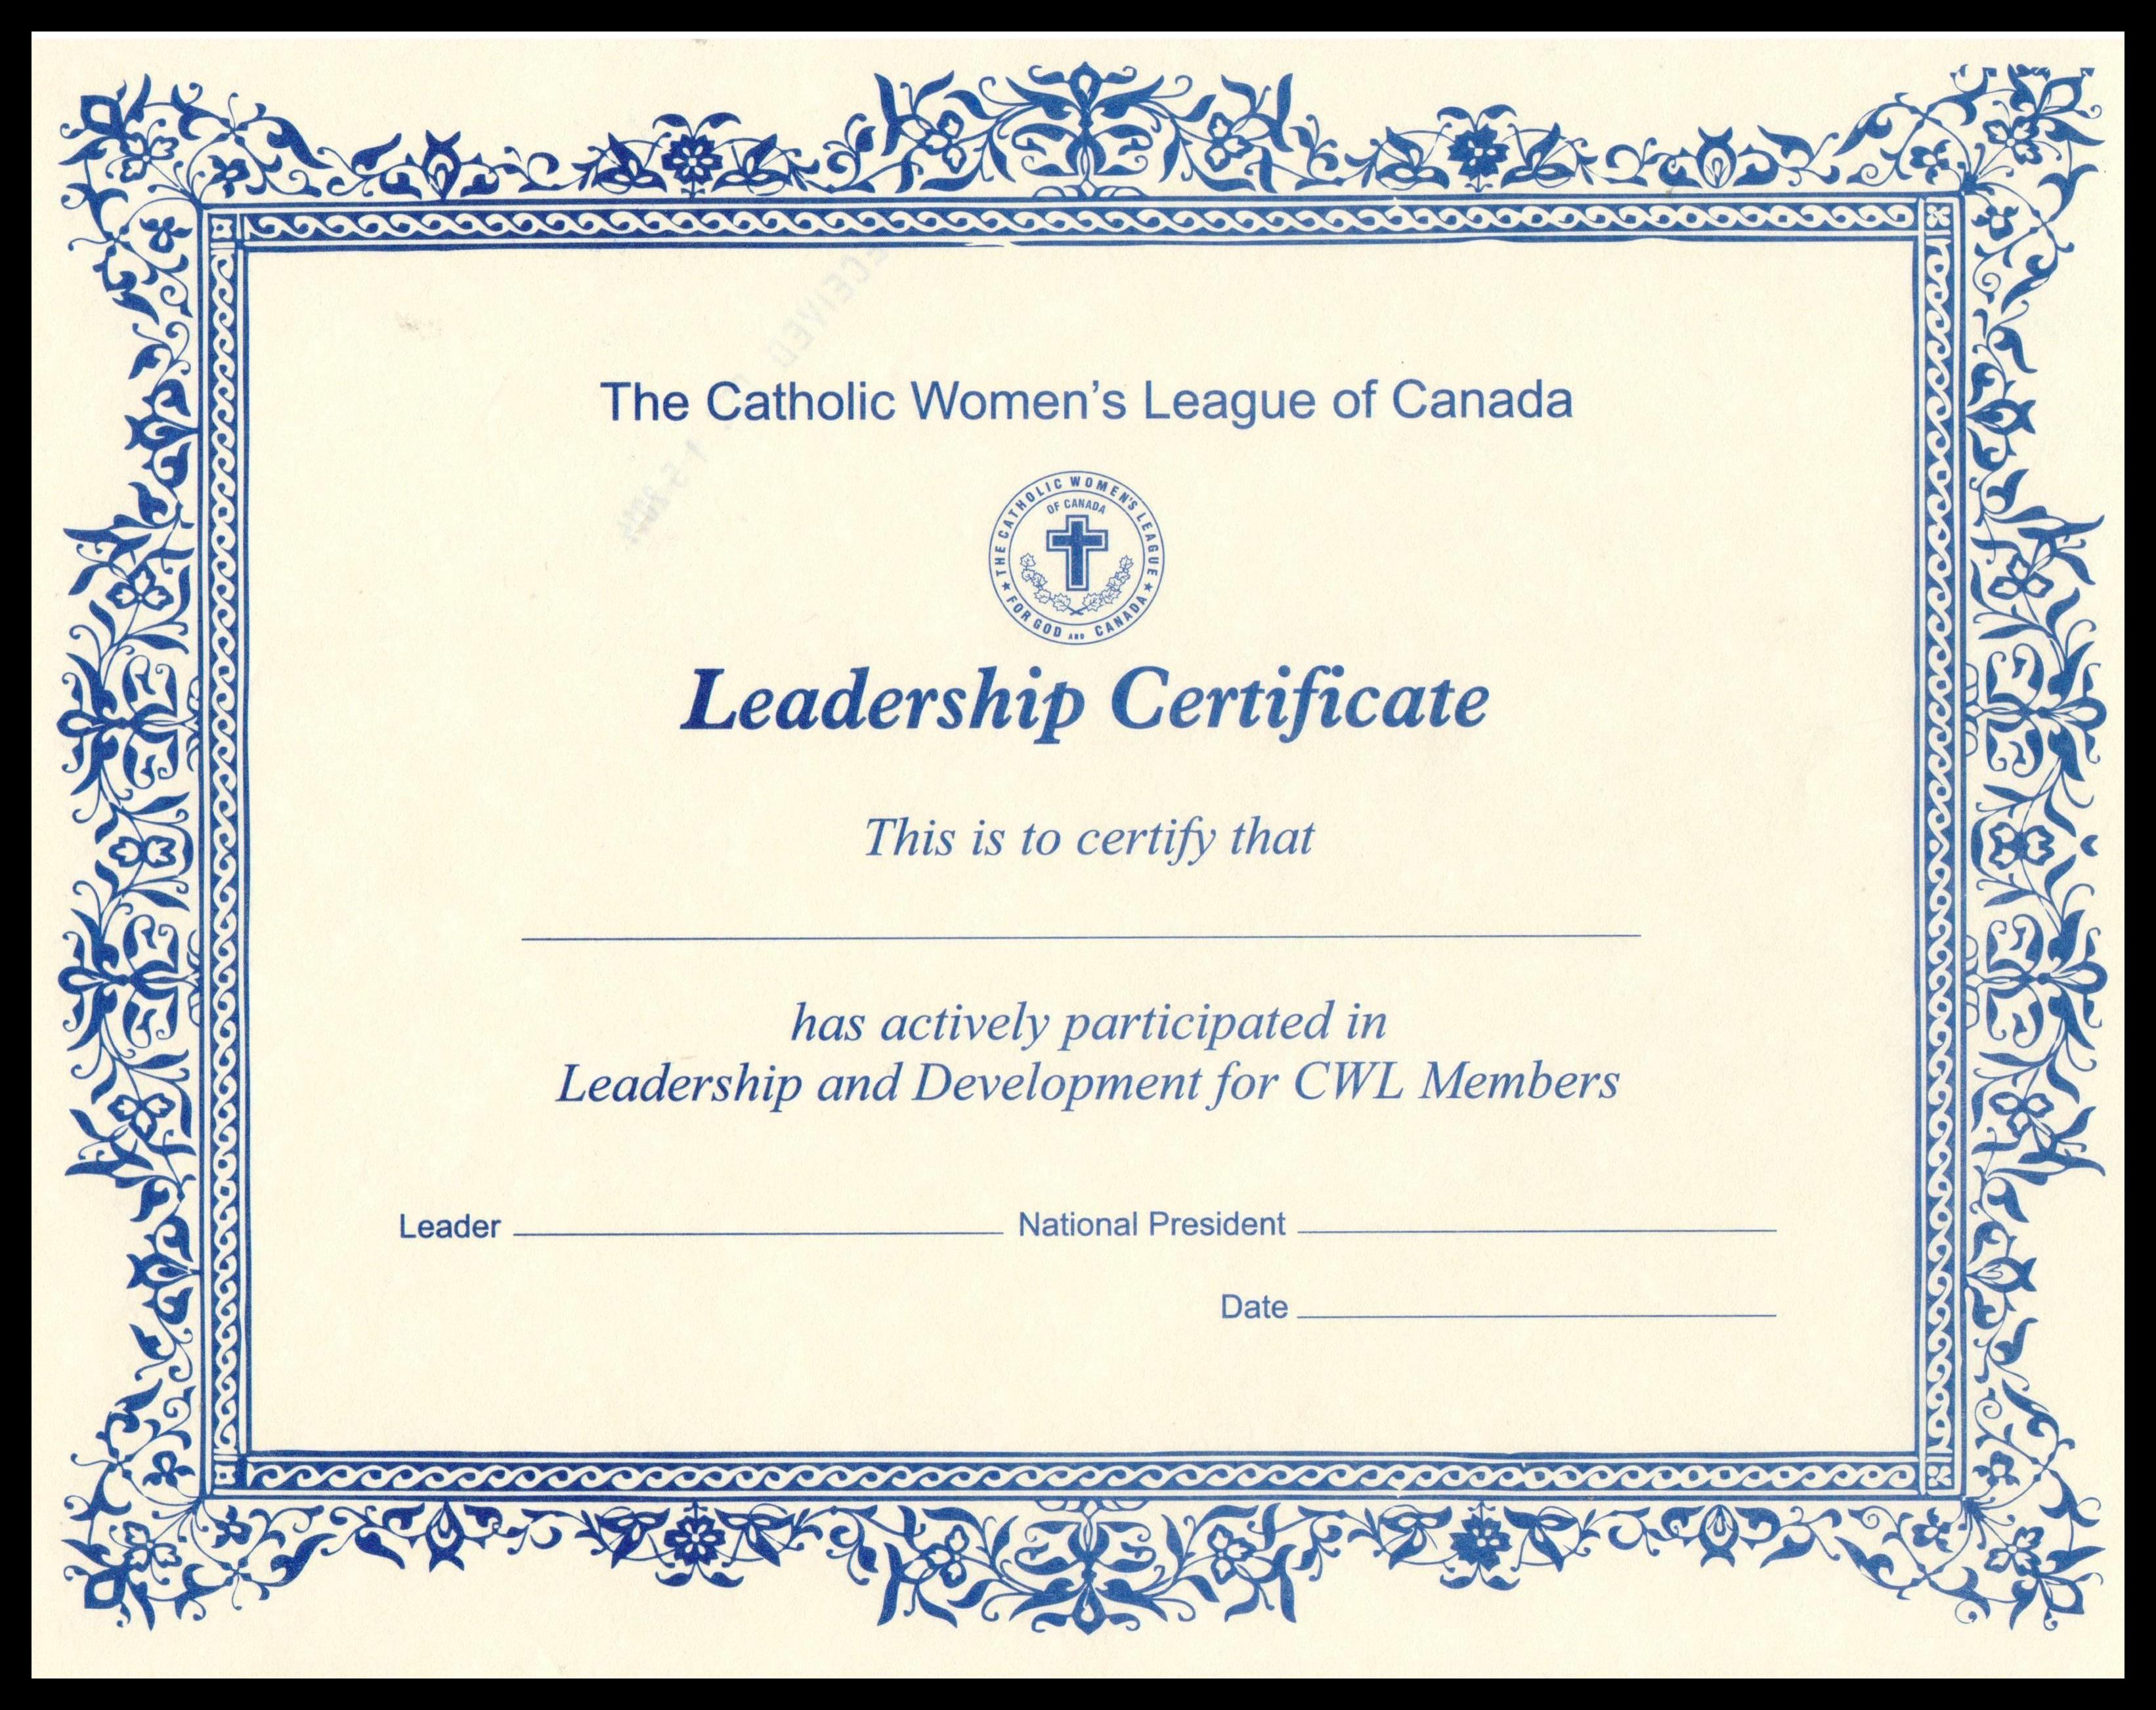 The Catholic Women’s League of Canada
THE CATHOLIC WOMEN'S LEAGUE
OF CANADA
★ FOR GOD AND CANADA ★
Leadership Certificate
This is to certify that
has actively participated in
Leadership and Development for CWL Members
Leader
National President
Date